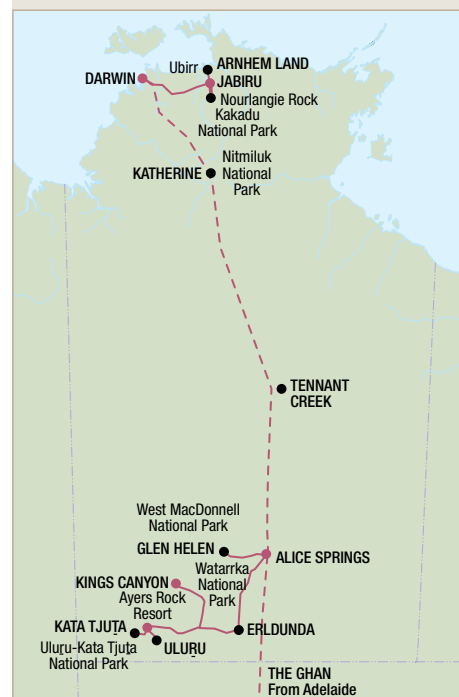 Ubirr
ARNHEM LAND
DARWIN
JABIRU
Nourlangie Rock
Kakadu
National Park
KATHERINE
Nitmiluk
National
Park
TENNANT
CREEK
West MacDonnell
National Park
GLEN HELEN
ALICE SPRINGS
Watarrka
National
Park
KINGS CANYON
Ayers Rock
Resort
KATA TJUṮA
ERLDUNDA
Uluṟu-Kata Tjuṯa
National Park
ULUṞU
THE GHAN
From Adelaide